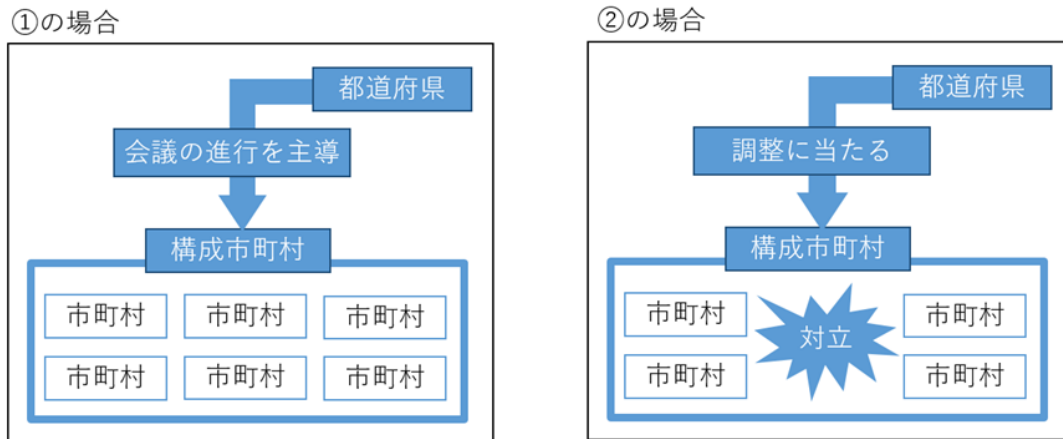 ①の場合
都道府県
会議の進行を主導
構成市町村
市町村 市町村 市町村
市町村 市町村 市町村
②の場合
都道府県
調整に当たる
構成市町村
市町村 対立 市町村
市町村 市町村